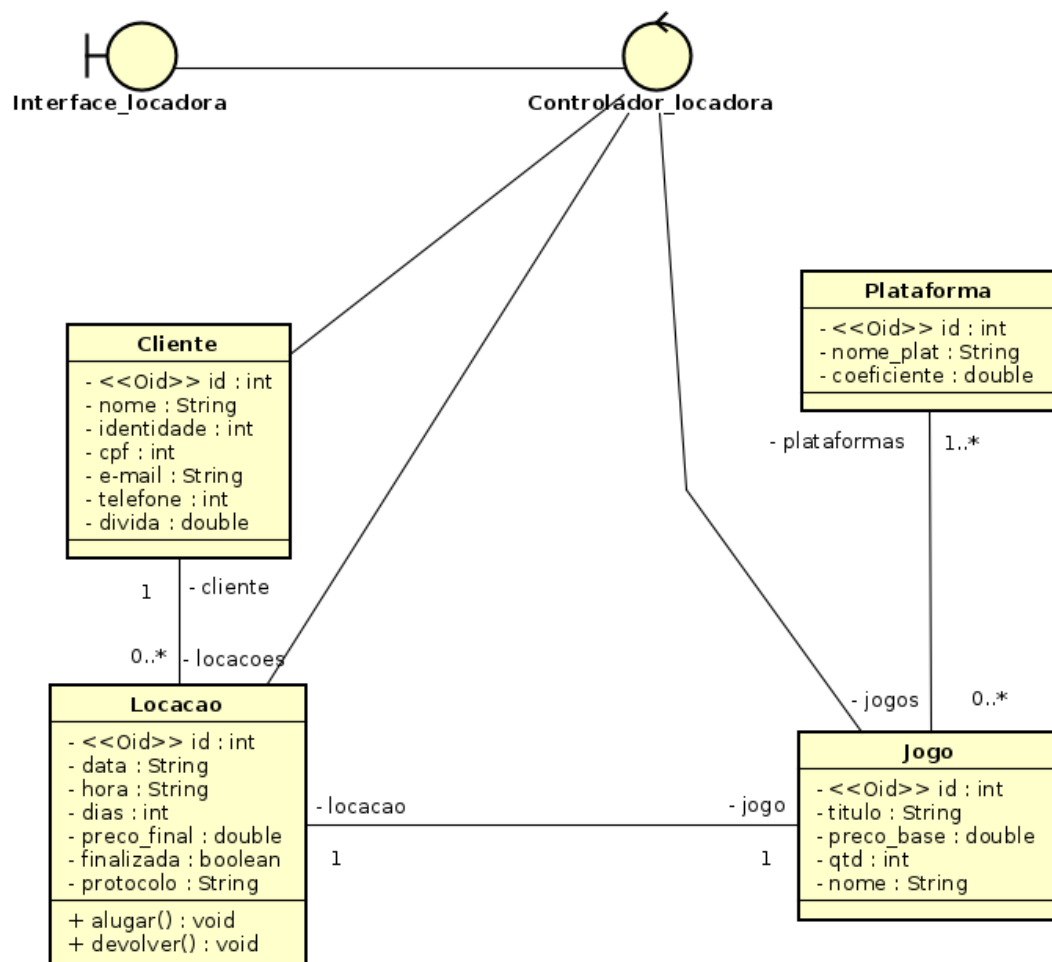 Interface_locadora
Controlador_locadora
Plataforma
- <<Oid>> id : int
- nome_plat : String
- coeficiente : double
Cliente
- <<Oid>> id : int
- nome : String
- identidade : int
- cpf : int
- e-mail : String
- telefone : int
- divida : double
- plataformas
1..*
1
- cliente
0..*
- locacoes
Locacao
- <<Oid>> id : int
- data : String
- hora : String
- dias : int
- preco_final : double
- finalizada : boolean
- protocolo : String
+ alugar() : void
+ devolver() : void
- jogos
0..*
- locacao
1
- jogo
1
Jogo
- <<Oid>> id : int
- titulo : String
- preco_base : double
- qtd : int
- nome : String